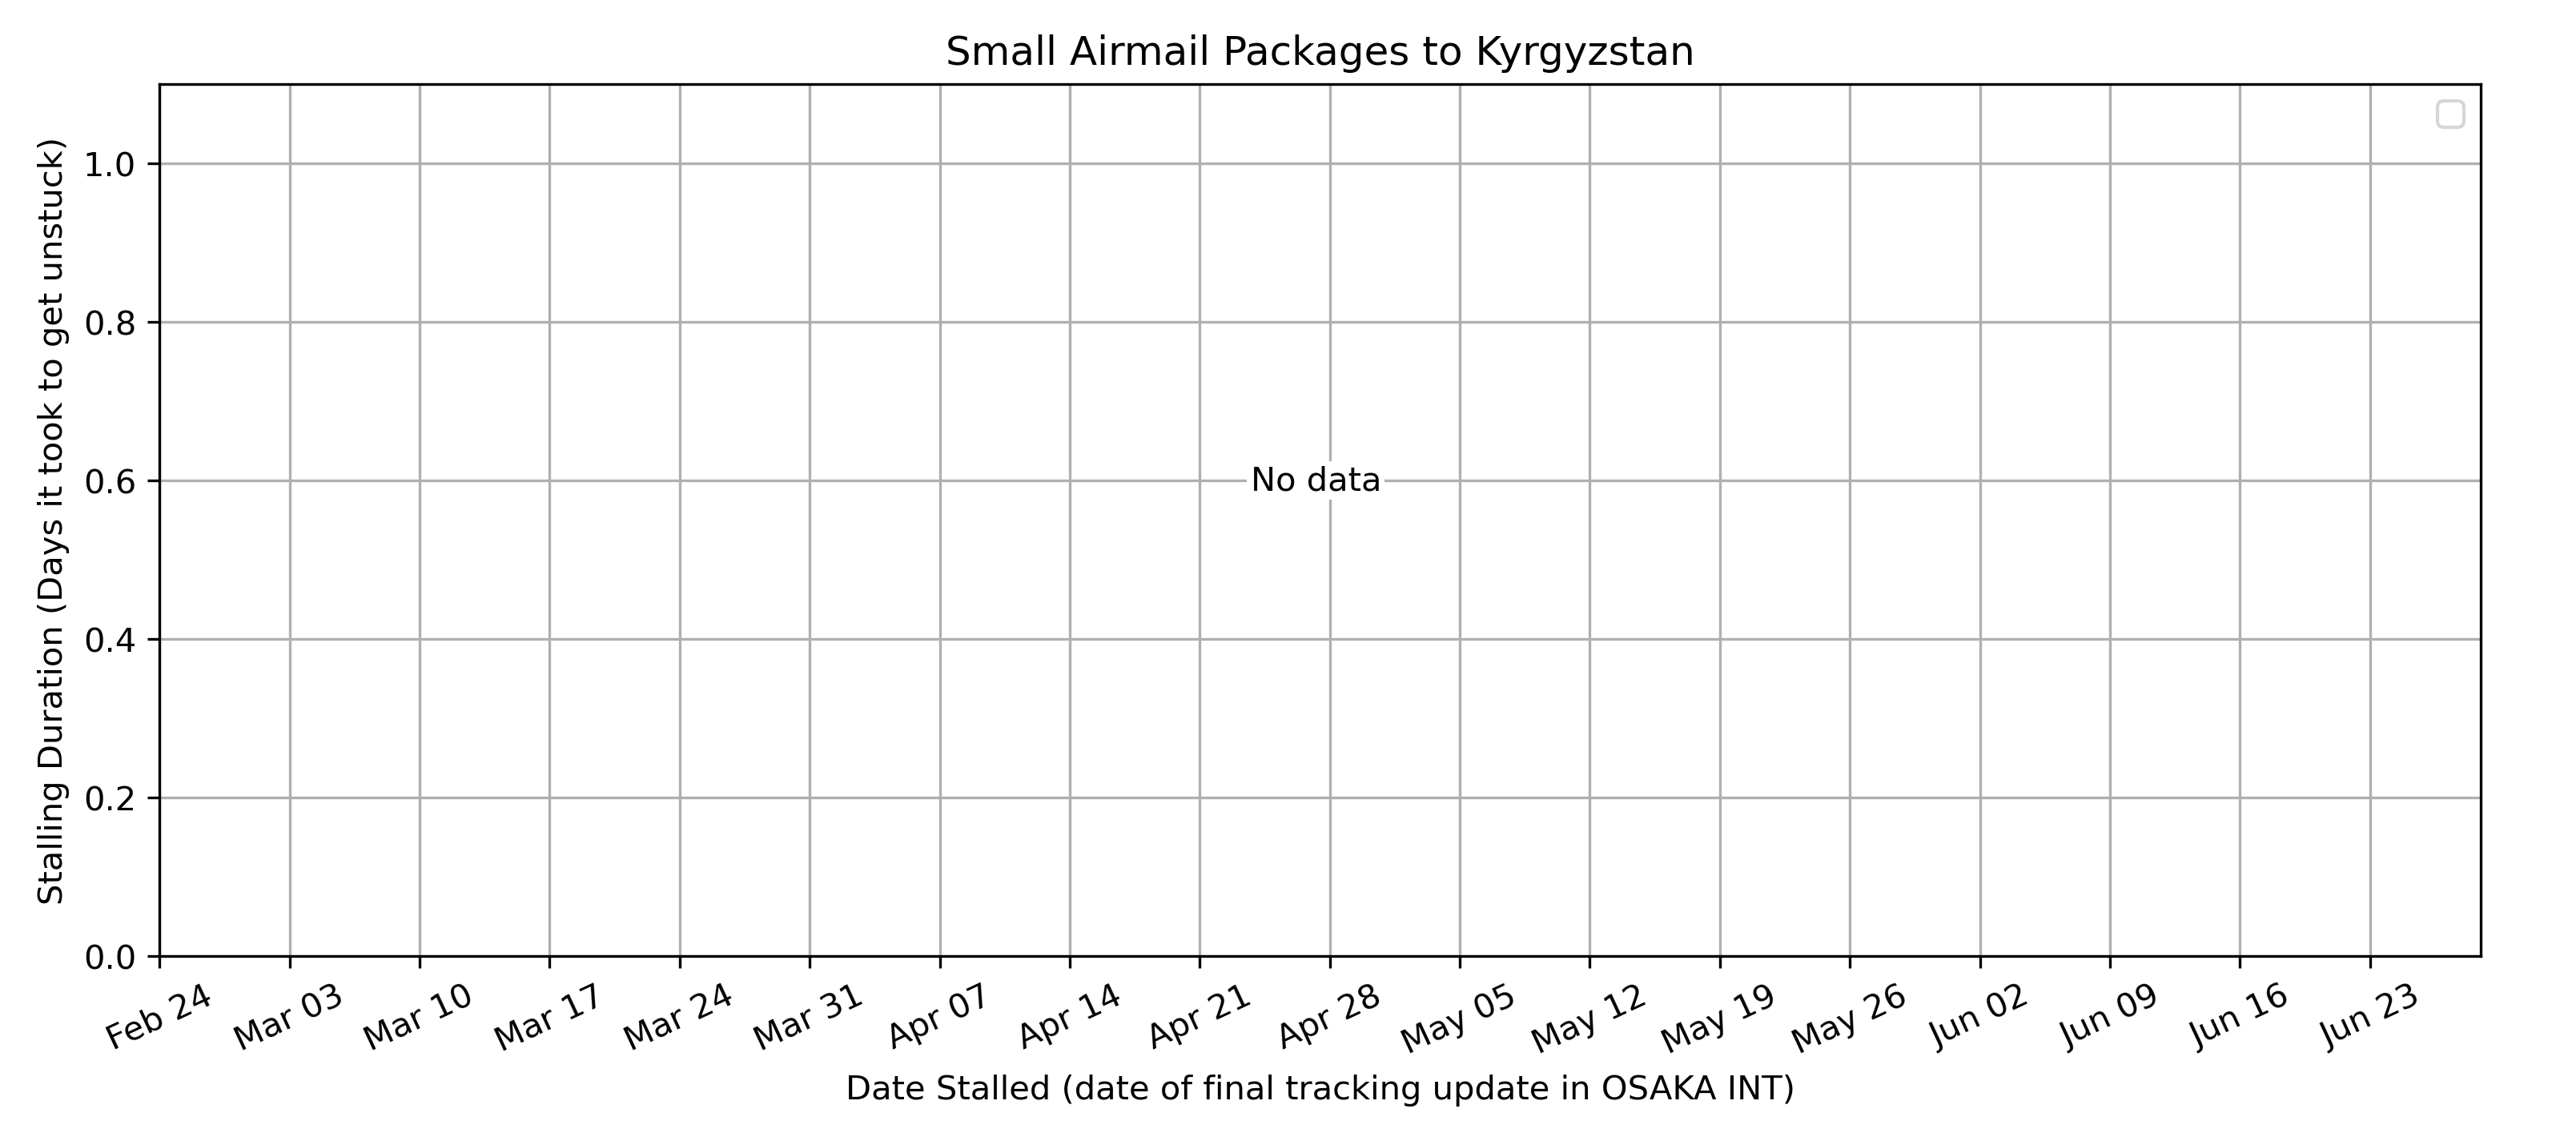 Small Airmail Packages to Kyrgyzstan
Stalling Duration (Days it took to get unstuck)
1.0
0.8
0.6
0.4
0.2
0.0
No data
Feb 24
Mar 03
Mar 10
Mar 17
Mar 24
Mar 31
Apr 07
Apr 14
Apr 21
Apr 28
May 05
May 12
May 19
May 26
Jun 02
Jun 09
Jun 16
Jun 23
Date Stalled (date of final tracking update in OSAKA INT)